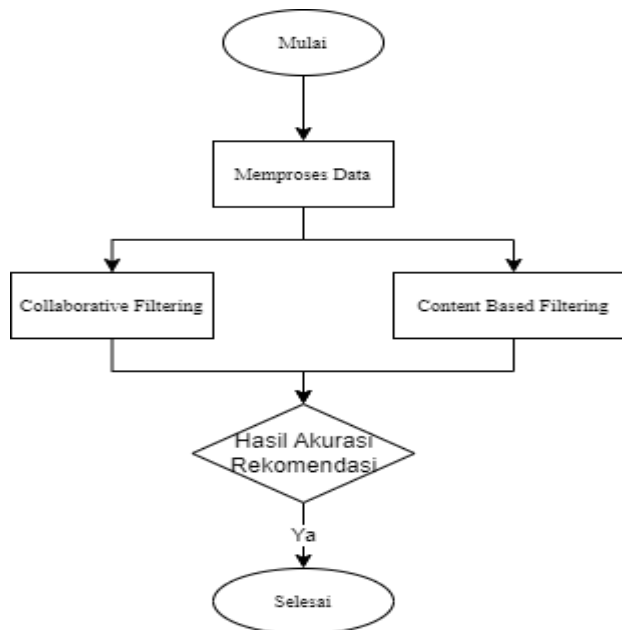 Mulai
Memproses Data
Collaborative Filtering
Content Based Filtering
Hasil Akurasi
Rekomendasi
Ya
Selesai